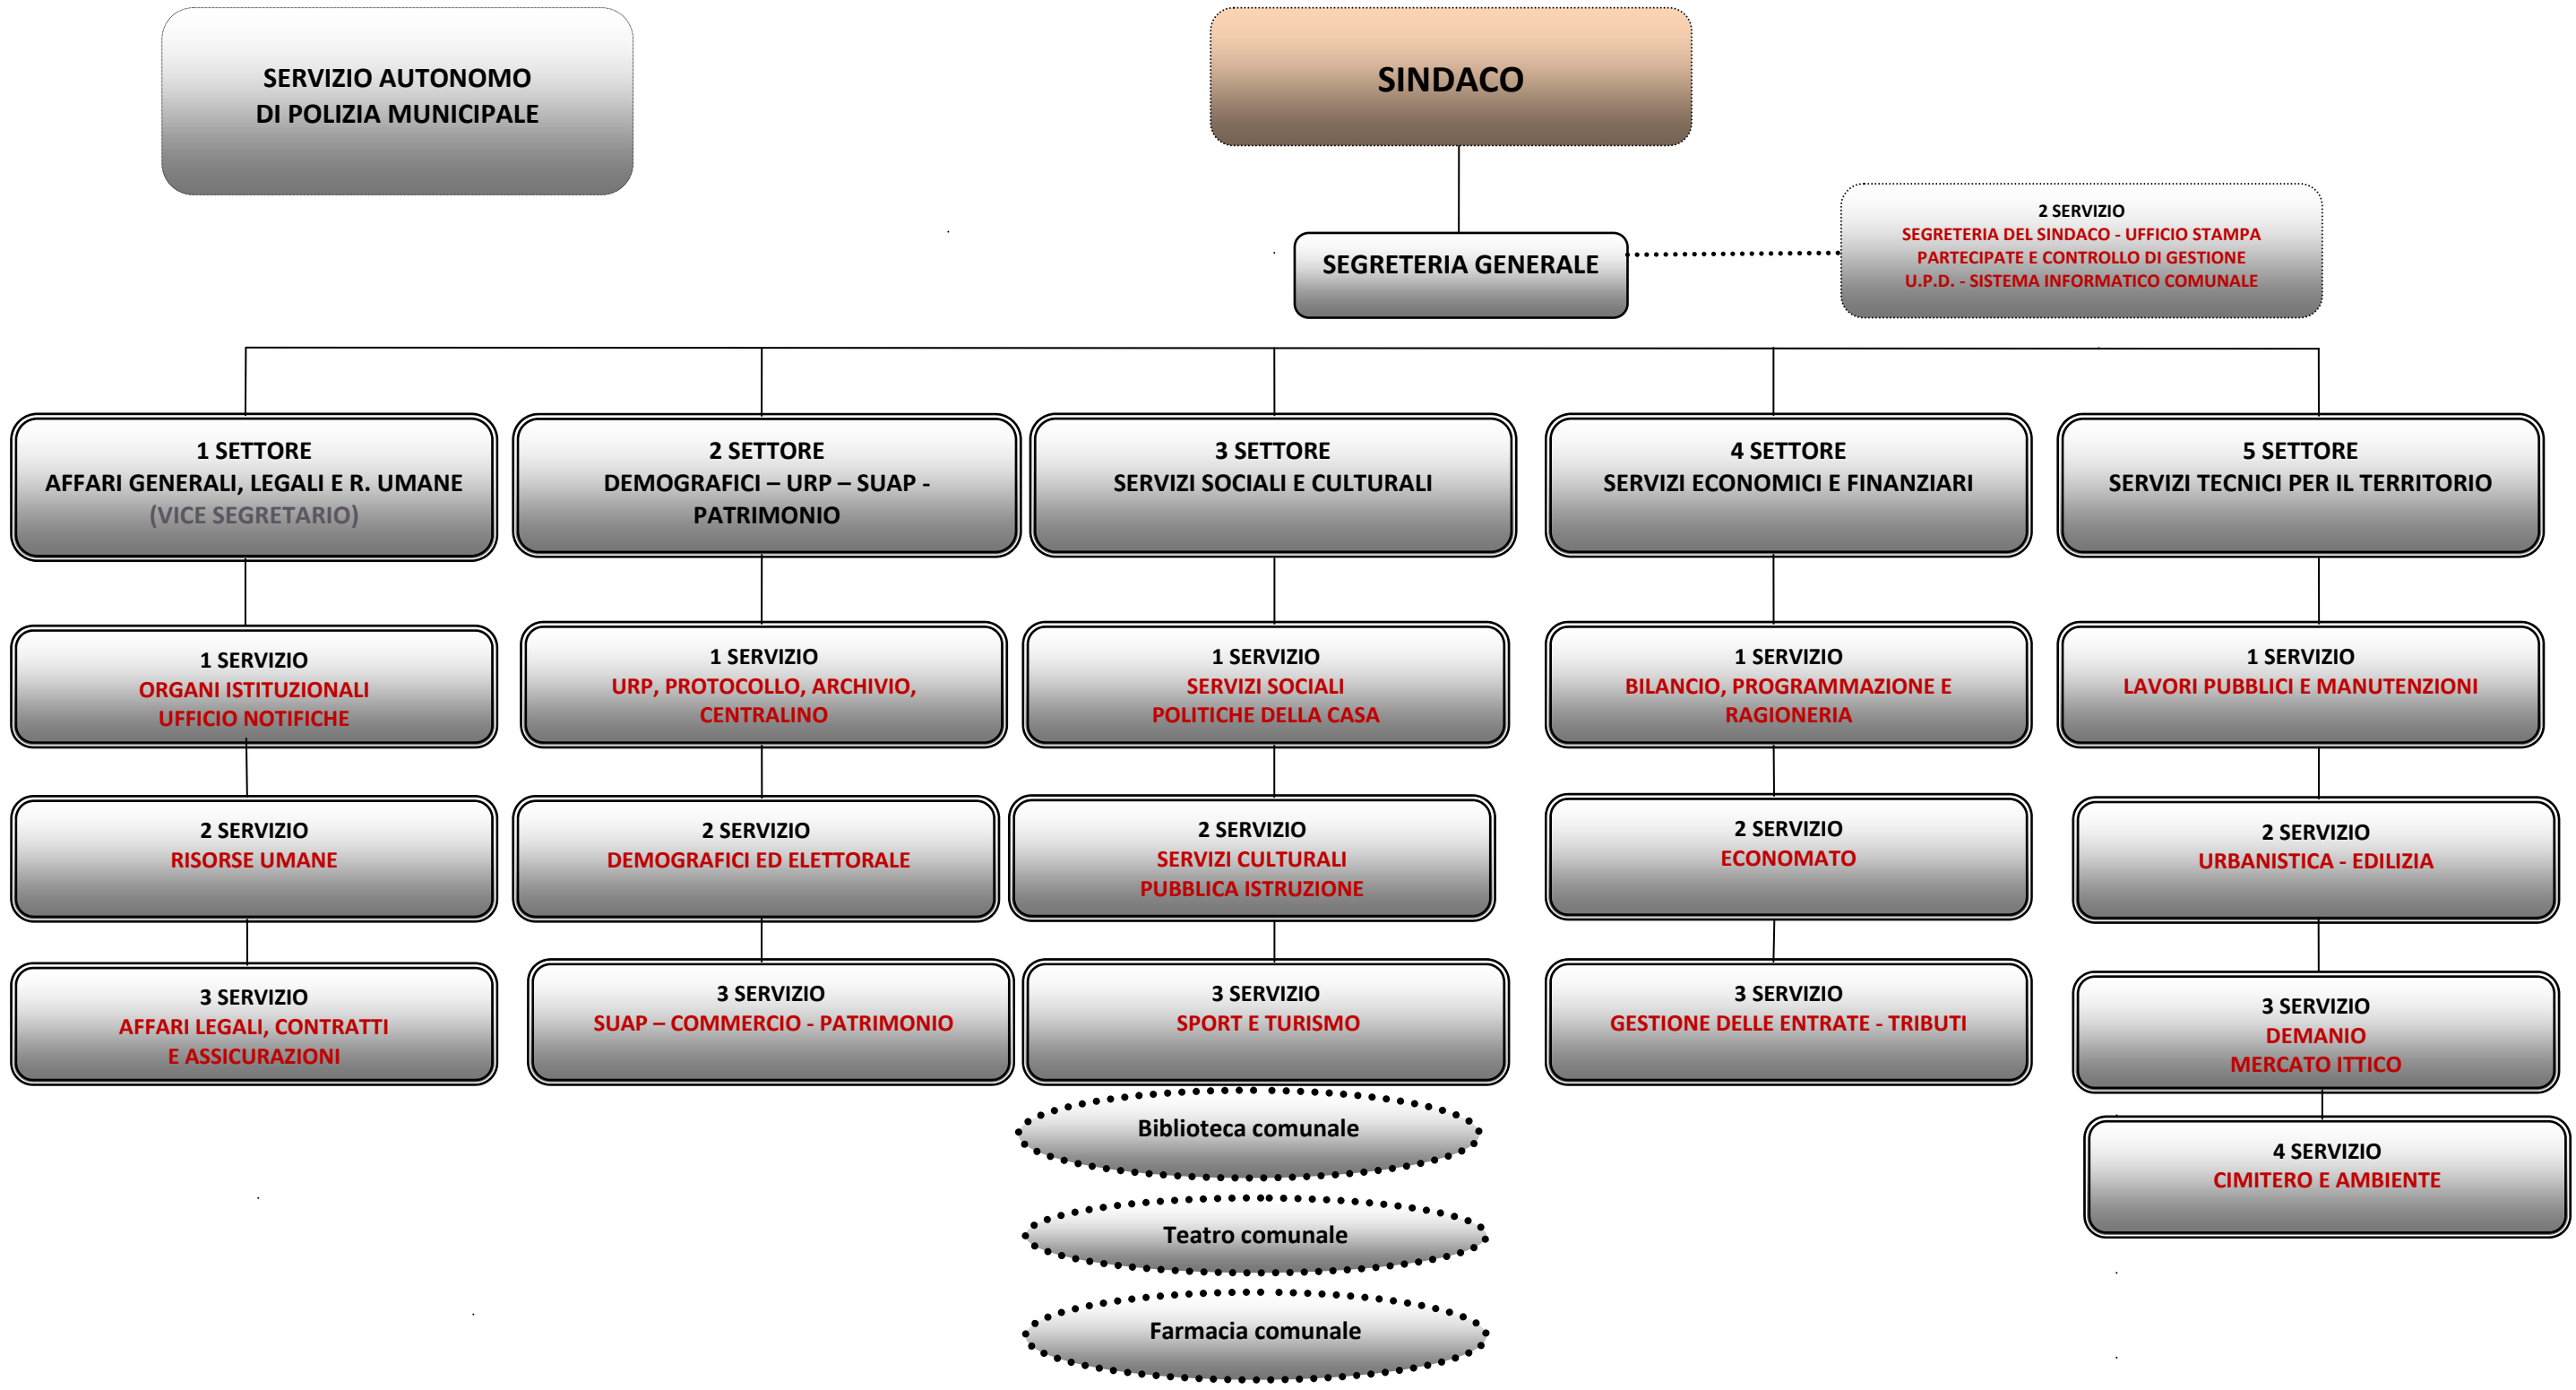 SERVIZIO AUTONOMO
DI POLIZIA MUNICIPALE
SINDACO
SEGRETERIA GENERALE
2 SERVIZIO
SEGRETERIA DEL SINDACO - UFFICIO STAMPA
PARTECIPATE E CONTROLLO DI GESTIONE
U.P.D. - SISTEMA INFORMATICO COMUNALE
1 SETTORE
AFFARI GENERALI, LEGALI E R. UMANE
(VICE SEGRETARIO)
2 SETTORE
DEMOGRAFICI – URP – SUAP -
PATRIMONIO
3 SETTORE
SERVIZI SOCIALI E CULTURALI
4 SETTORE
SERVIZI ECONOMICI E FINANZIARI
5 SETTORE
SERVIZI TECNICI PER IL TERRITORIO
1 SERVIZIO
ORGANI ISTITUZIONALI
UFFICIO NOTIFICHE
1 SERVIZIO
URP, PROTOCOLLO, ARCHIVIO,
CENTRALINO
1 SERVIZIO
SERVIZI SOCIALI
POLITICHE DELLA CASA
1 SERVIZIO
BILANCIO, PROGRAMMAZIONE E
RAGIONERIA
1 SERVIZIO
LAVORI PUBBLICI E MANUTENZIONI
2 SERVIZIO
RISORSE UMANE
2 SERVIZIO
DEMOGRAFICI ED ELETTORALE
2 SERVIZIO
SERVIZI CULTURALI
PUBBLICA ISTRUZIONE
2 SERVIZIO
ECONOMATO
2 SERVIZIO
URBANISTICA - EDILIZIA
3 SERVIZIO
AFFARI LEGALI, CONTRATTI
E ASSICURAZIONI
3 SERVIZIO
SUAP – COMMERCIO - PATRIMONIO
3 SERVIZIO
SPORT E TURISMO
3 SERVIZIO
GESTIONE DELLE ENTRATE - TRIBUTI
3 SERVIZIO
DEMANIO
MERCATO ITTICO
Biblioteca comunale
4 SERVIZIO
CIMITERO E AMBIENTE
Teatro comunale
Farmacia comunale